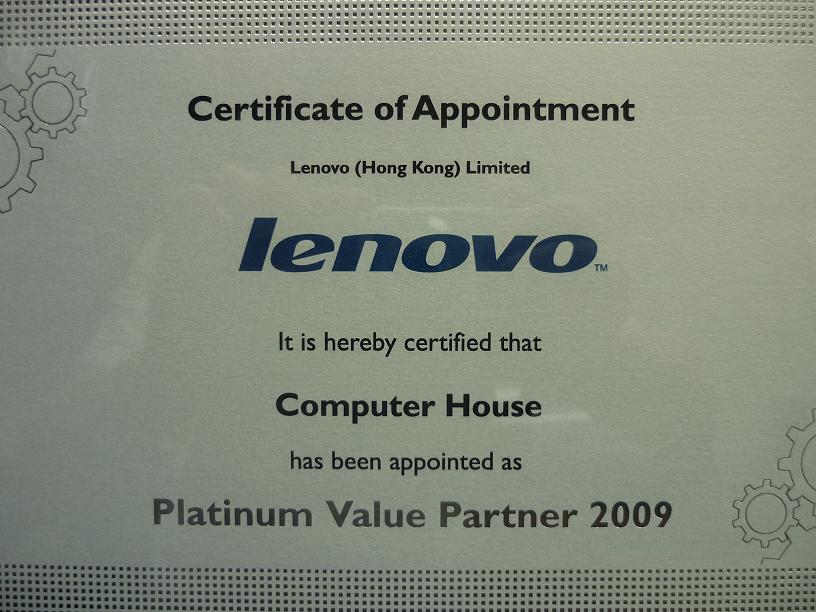 Certificate of Appointment
Lenovo (Hong Kong) Limited
lenovo™
It is hereby certified that
Computer House
has been appointed as
Platinum Value Partner 2009